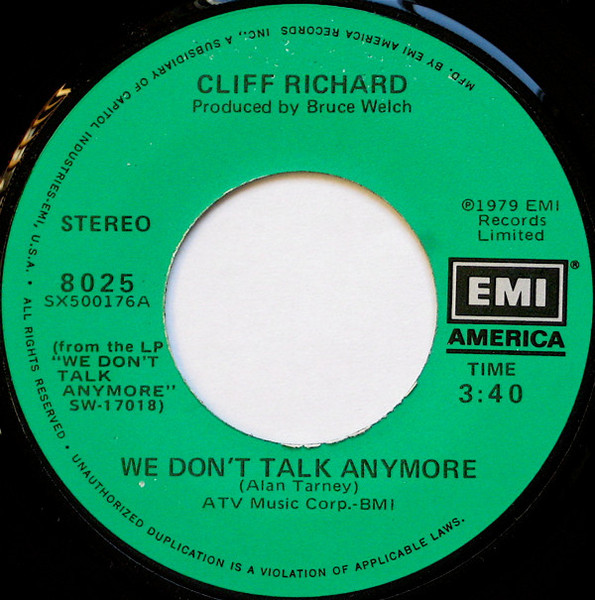 MFD. BY EMI AMERICA RECORDS INC., A SUBSIDIARY OF CAPITOL INDUSTRIES-EMI, U.S.A. • ALL RIGHTS RESERVED • UNAUTHORIZED DUPLICATION IS A VIOLATION OF APPLICABLE LAWS.
CLIFF RICHARD
Produced by Bruce Welch
STEREO
8025
SX500176A
(from the LP
"WE DON'T
TALK
ANYMORE"
SW-17018)
℗1979 EMI
Records
Limited
EMI®
AMERICA
TIME
3:40
WE DON'T TALK ANYMORE
(Alan Tarney)
ATV Music Corp.-BMI